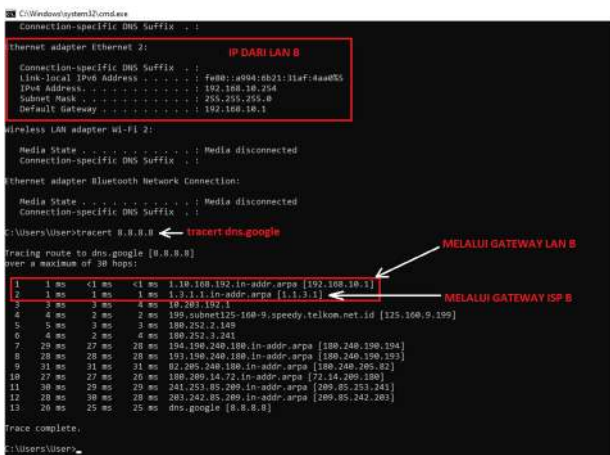 C:\Windows\system32\cmd.exe
Connection-specific DNS Suffix . :
Ethernet adapter Ethernet 2:
IP DARI LAN B
Connection-specific DNS Suffix . :
Link-local IPv6 Address . . . . . : fe80::a994:6b21:31af:4aa0%5
IPv4 Address. . . . . . . . . . . : 192.168.10.254
Subnet Mask . . . . . . . . . . . : 255.255.255.0
Default Gateway . . . . . . . . . : 192.168.10.1
Wireless LAN adapter Wi-Fi 2:
Media State . . . . . . . . . . . : Media disconnected
Connection-specific DNS Suffix . :
Ethernet adapter Bluetooth Network Connection:
Media State . . . . . . . . . . . : Media disconnected
Connection-specific DNS Suffix . :
C:\Users\User>tracert 8.8.8.8 tracert dns.google
Tracing route to dns.google [8.8.8.8]
over a maximum of 30 hops:
MELALUI GATEWAY LAN B
1 1 ms <1 ms <1 ms 1.10.168.192.in-addr.arpa [192.168.10.1]
2 1 ms 1 ms 1 ms 1.3.1.1.in-addr.arpa [1.1.3.1] MELALUI GATEWAY ISP B
3 3 ms 3 ms 4 ms 10.203.192.1
4 4 ms 2 ms 2 ms 199.subnet125-160-9.speedy.telkom.net.id [125.160.9.199]
5 5 ms 3 ms 3 ms 180.252.2.149
6 4 ms 2 ms 4 ms 180.252.3.241
7 29 ms 27 ms 28 ms 194.190.240.180.in-addr.arpa [180.240.190.194]
8 28 ms 28 ms 28 ms 193.190.240.180.in-addr.arpa [180.240.190.193]
9 31 ms 31 ms 31 ms 82.205.240.180.in-addr.arpa [180.240.205.82]
10 27 ms 27 ms 26 ms 180.209.14.72.in-addr.arpa [72.14.209.180]
11 30 ms 29 ms 29 ms 241.253.85.209.in-addr.arpa [209.85.253.241]
12 28 ms 30 ms 28 ms 203.242.85.209.in-addr.arpa [209.85.242.203]
13 26 ms 25 ms 25 ms dns.google [8.8.8.8]
Trace complete.
C:\Users\User>